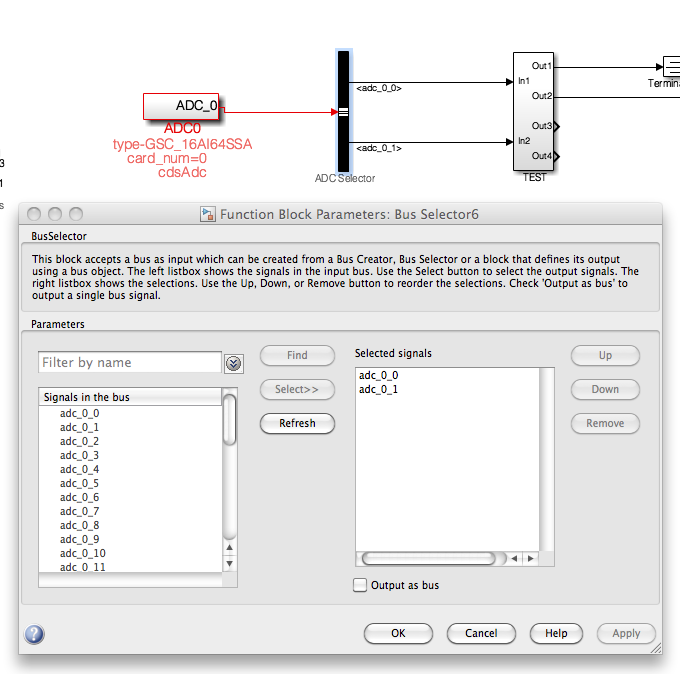 Out1
<adc_0_0>
In1
Out2
ADC_0
ADC0
type-GSC_16AI64SSA
card_num=0
cdsAdc
Out3
In2
<adc_0_1>
Out4
ADC Selector
TEST
3
1
s
Function Block Parameters: Bus Selector6
BusSelector
This block accepts a bus as input which can be created from a Bus Creator, Bus Selector or a block that defines its output
using a bus object. The left listbox shows the signals in the input bus. Use the Select button to select the output signals. The
right listbox shows the selections. Use the Up, Down, or Remove button to reorder the selections. Check 'Output as bus' to
output a single bus signal.
Parameters
Filter by name
Find
Select>>
Refresh
Signals in the bus
adc_0_0
adc_0_1
adc_0_2
adc_0_3
adc_0_4
adc_0_5
adc_0_6
adc_0_7
adc_0_8
adc_0_9
adc_0_10
adc_0_11
Selected signals
adc_0_0
adc_0_1
Up
Down
Remove
Output as bus
?
OK
Cancel
Help
Apply